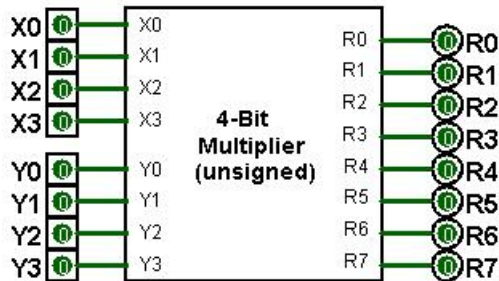 X0 0 X0 R0 0 R0
X1 0 X1 R1 0 R1
X2 0 X2 R2 0 R2
X3 0 X3 R3 0 R3
4-Bit
Multiplier
(unsigned)
Y0 0 Y0 R4 0 R4
Y1 0 Y1 R5 0 R5
Y2 0 Y2 R6 0 R6
Y3 0 Y3 R7 0 R7